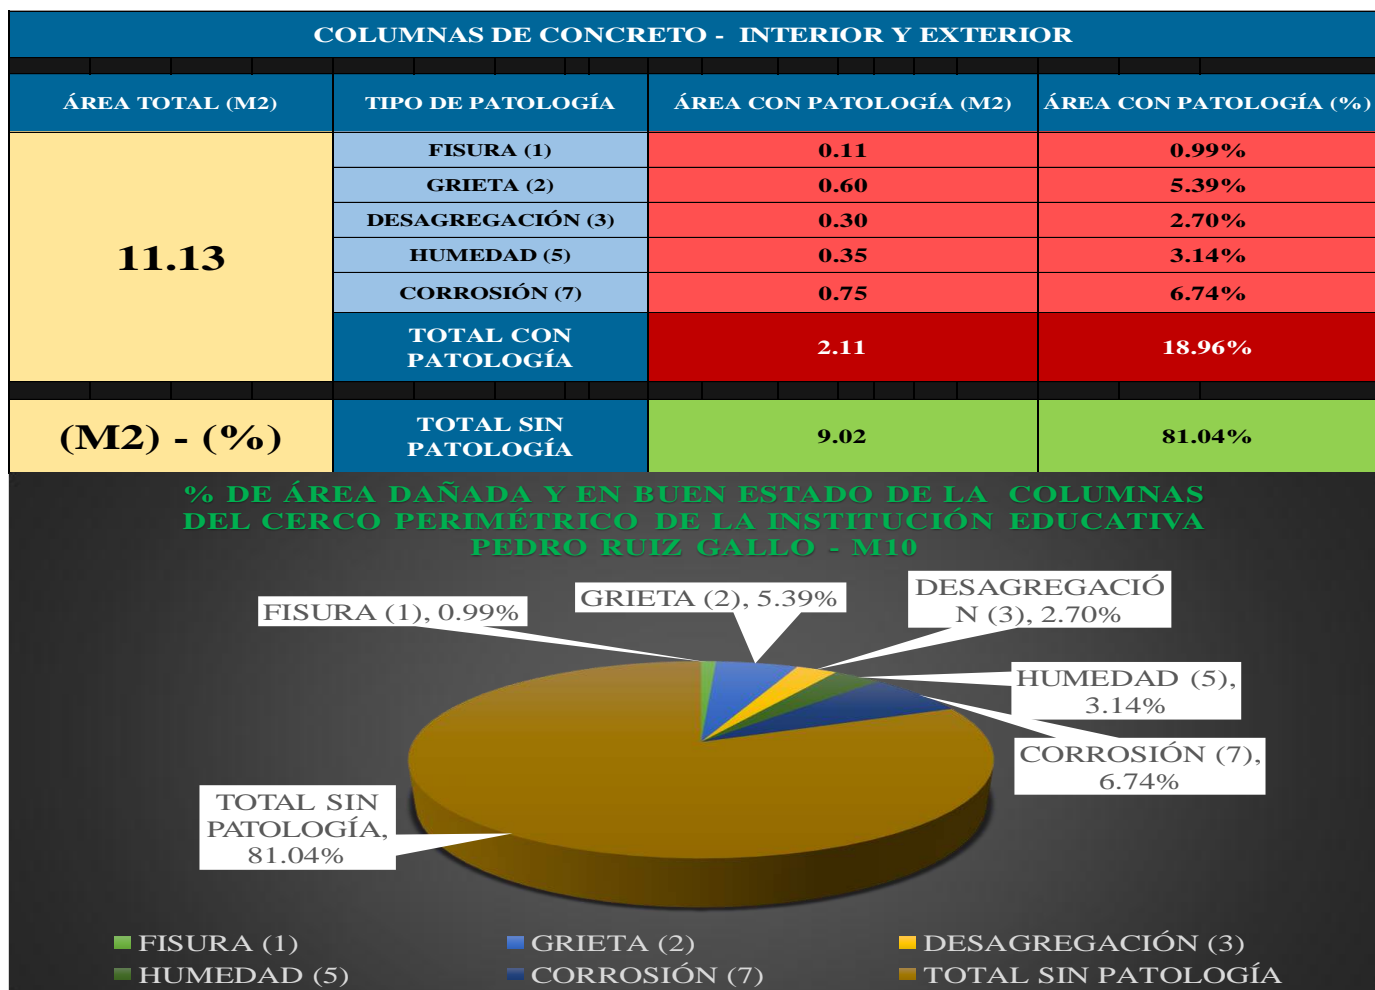 COLUMNAS DE CONCRETO - INTERIOR Y EXTERIOR
ÁREA TOTAL (M2) TIPO DE PATOLOGÍA ÁREA CON PATOLOGÍA (M2) ÁREA CON PATOLOGÍA (%)
FISURA (1) 0.11 0.99%
GRIETA (2) 0.60 5.39%
DESAGREGACIÓN (3) 0.30 2.70%
11.13 HUMEDAD (5) 0.35 3.14%
CORROSIÓN (7) 0.75 6.74%
TOTAL CON
PATOLOGÍA 2.11 18.96%
(M2) - (%) TOTAL SIN
PATOLOGÍA 9.02 81.04%
% DE ÁREA DAÑADA Y EN BUEN ESTADO DE LA COLUMNAS
DEL CERCO PERIMÉTRICO DE LA INSTITUCIÓN EDUCATIVA
PEDRO RUIZ GALLO - M10
FISURA (1), 0.99%
GRIETA (2), 5.39%
DESAGREGACIÓ
N (3), 2.70%
HUMEDAD (5),
3.14%
CORROSIÓN (7),
6.74%
TOTAL SIN
PATOLOGÍA,
81.04%
FISURA (1) GRIETA (2) DESAGREGACIÓN (3)
HUMEDAD (5) CORROSIÓN (7) TOTAL SIN PATOLOGÍA